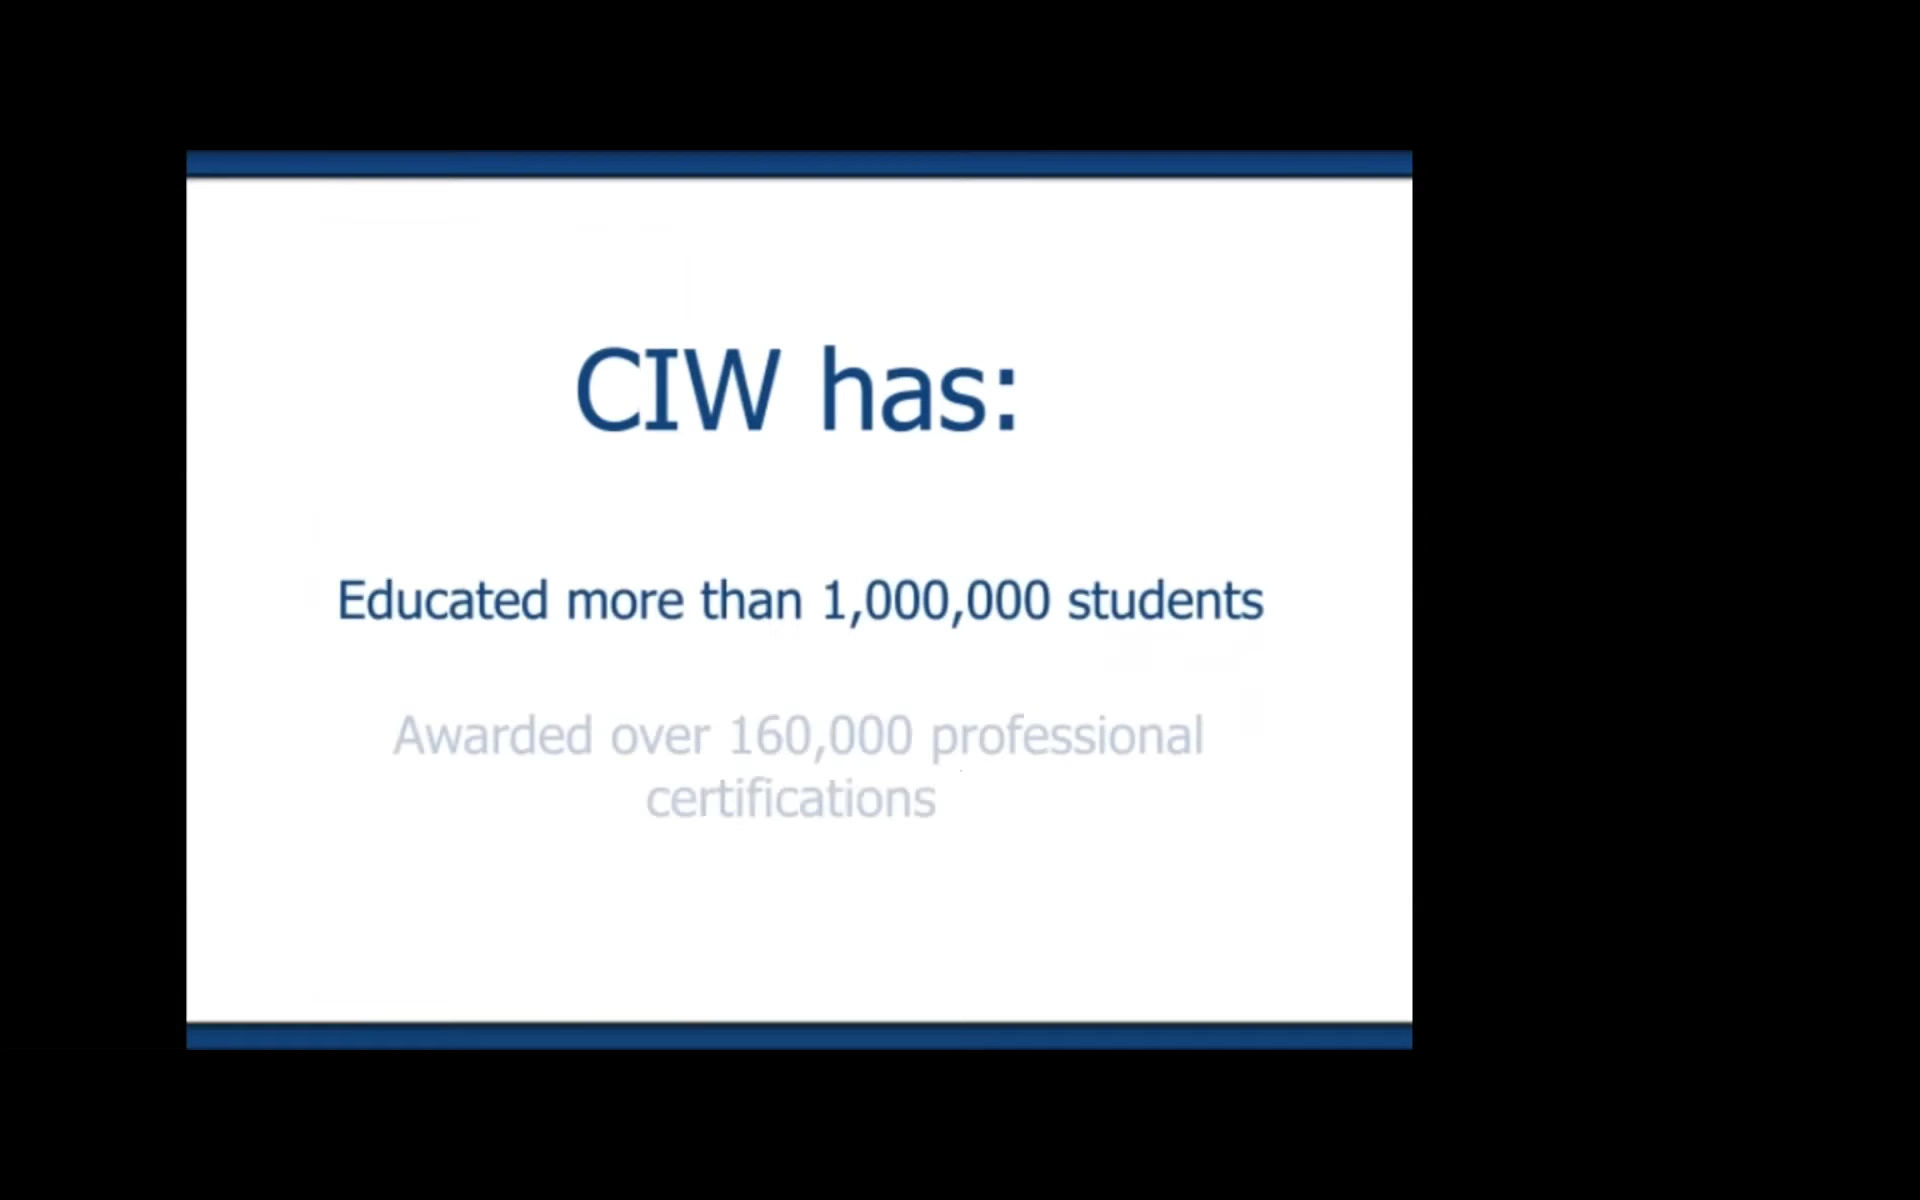 CIW has:
Educated more than 1,000,000 students
Awarded over 160,000 professional
certifications